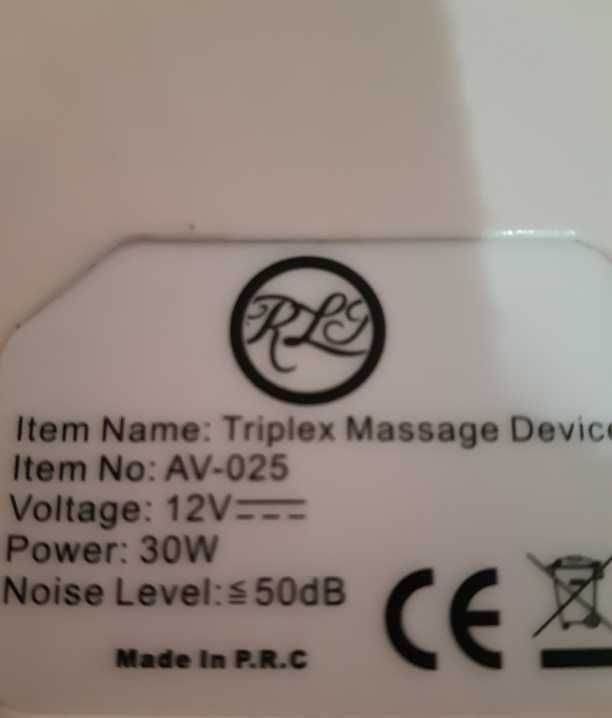 RLJ
Item Name: Triplex Massage Device
Item No: AV-025
Voltage: 12V⎓
Power: 30W
Noise Level:≦50dB
Made In P.R.C
CE